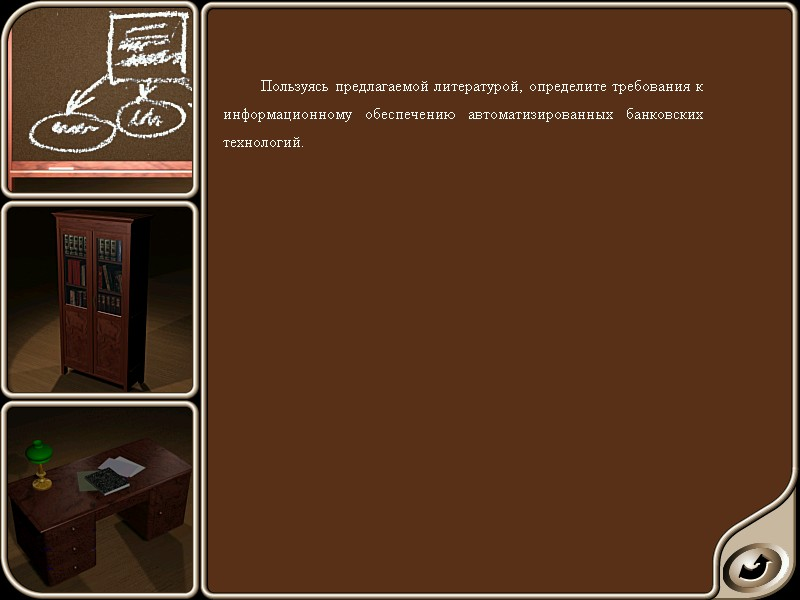 Пользуясь предлагаемой литературой, определите требования к
информационному обеспечению автоматизированных банковских
технологий.